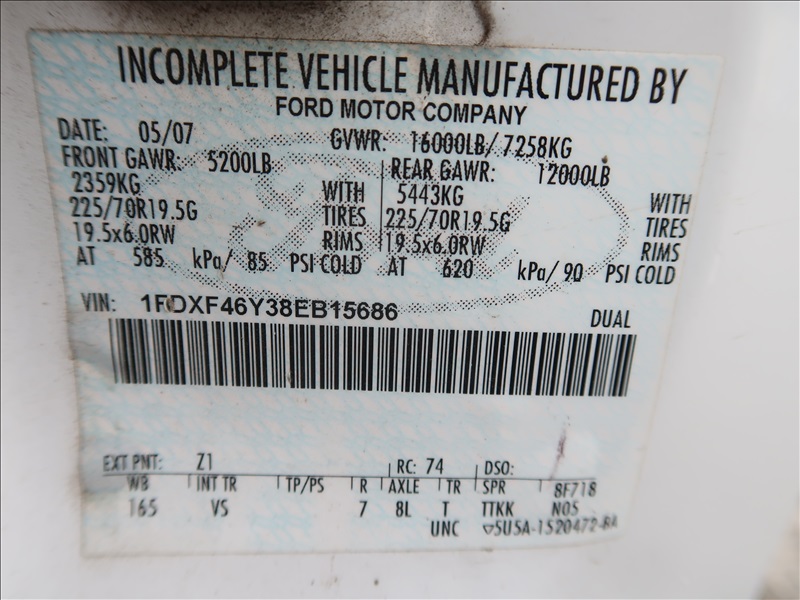 INCOMPLETE VEHICLE MANUFACTURED BY
FORD MOTOR COMPANY
DATE: 05/07 GVWR: 16000LB/ 7258KG
FRONT GAWR: 5200LB REAR GAWR: 12000LB
2359KG WITH 5443KG WITH
225/70R19.5G TIRES 225/70R19.5G TIRES
19.5x6.0RW RIMS 19.5x6.0RW RIMS
AT 585 kPa/ 85 PSI COLD AT 620 kPa/ 90 PSI COLD
VIN: 1FDXF46Y38EB15686 DUAL
EXT PNT: Z1 RC: 74 DSO:
WB INT TR TP/PS R AXLE TR SPR 8F718
165 VS 7 8L T TTKK N05
UNC 5U5A-1520472-BA